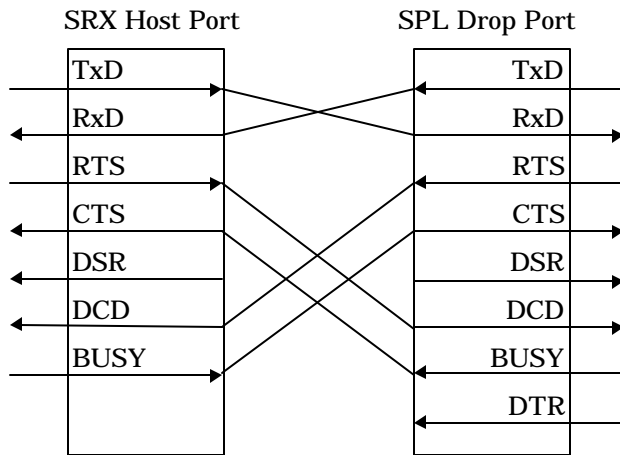 SRX Host Port
SPL Drop Port
TxD
TxD
RxD
RxD
RTS
RTS
CTS
CTS
DSR
DSR
DCD
DCD
BUSY
BUSY
DTR